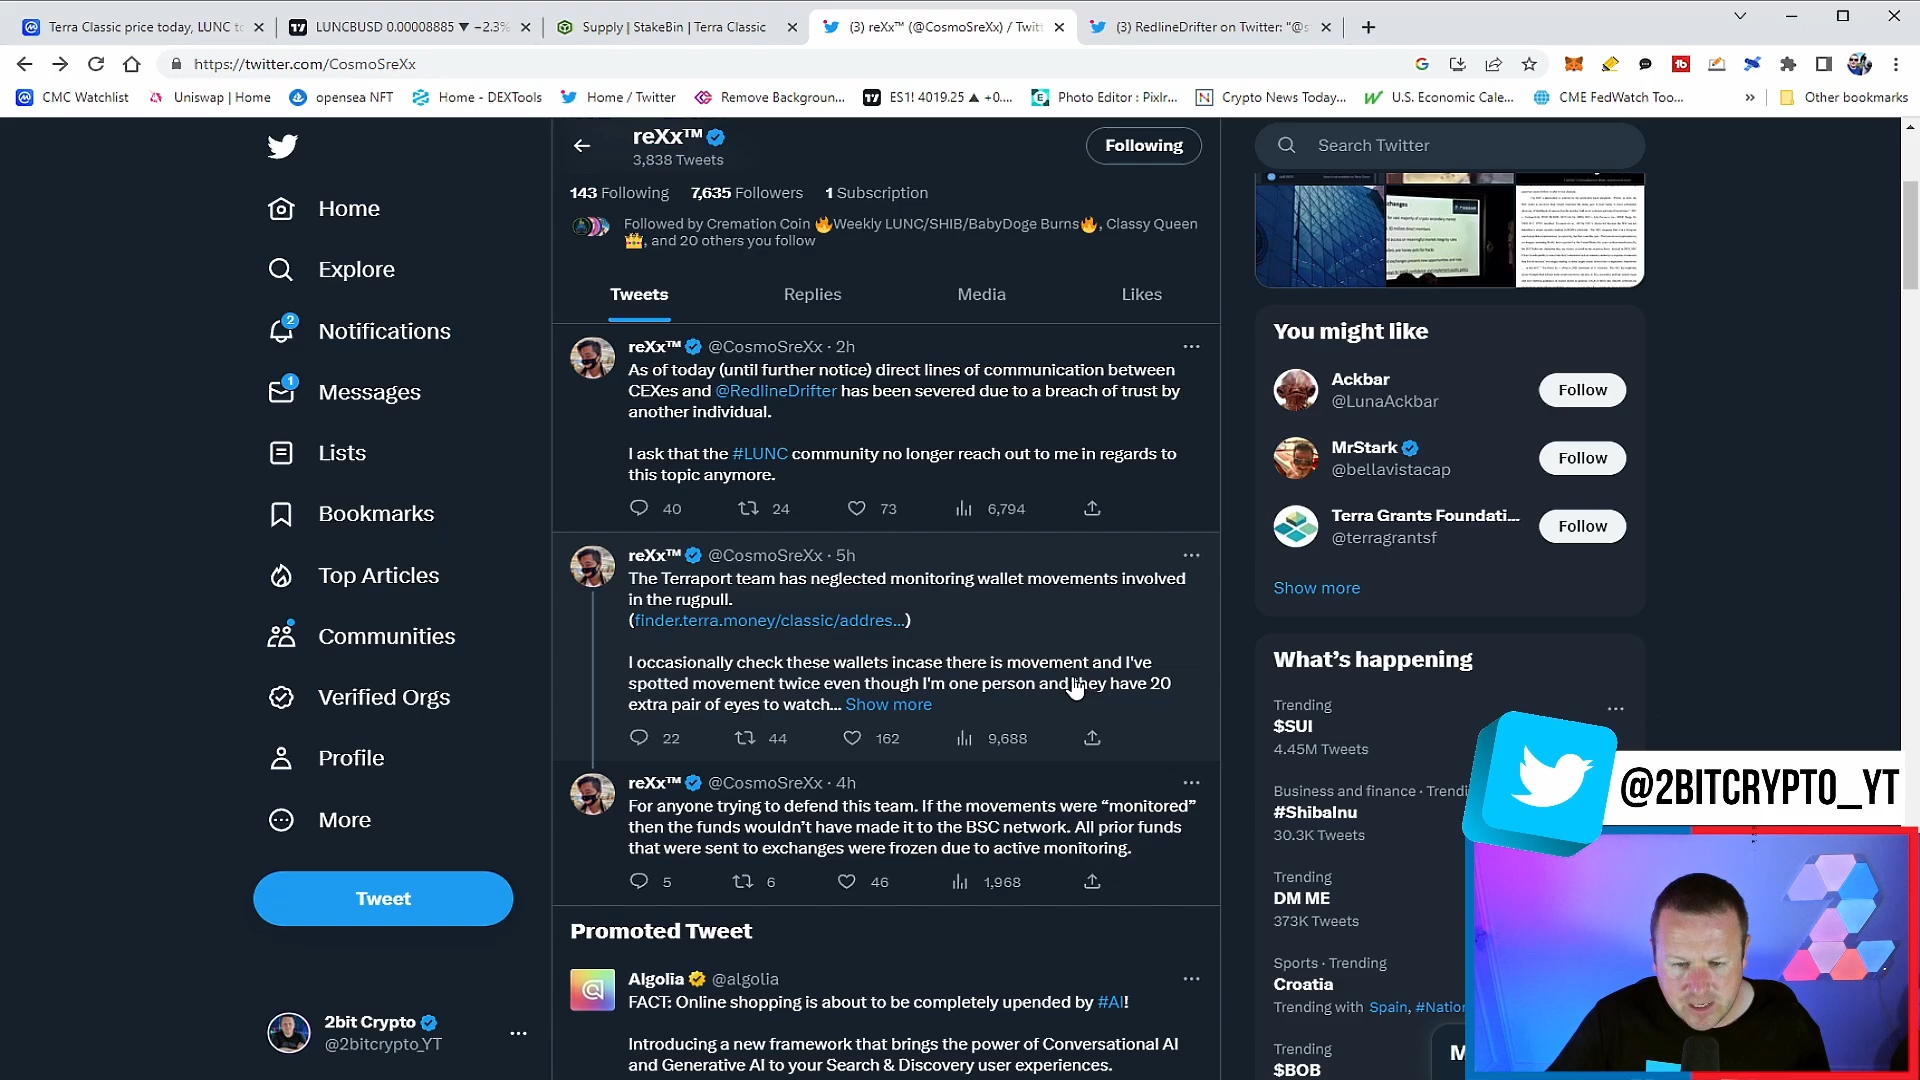 Terra Classic price today, LUNC to
LUNCBUSD 0.00008885 ▼ −2.3%
Supply | StakeBin | Terra Classic
(3) reXx™ (@CosmoSreXx) / Twitt
(3) RedlineDrifter on Twitter: "@s
https://twitter.com/CosmoSreXx
CMC Watchlist
Uniswap | Home
opensea NFT
Home - DEXTools
Home / Twitter
Remove Backgroun...
ES1! 4019.25 ▲ +0....
Photo Editor : Pixlr...
Crypto News Today...
U.S. Economic Cale...
CME FedWatch Too...
»
Other bookmarks
Home
Explore
2
Notifications
1
Messages
Lists
Bookmarks
Top Articles
Communities
Verified Orgs
Profile
More
Tweet
2bit Crypto
@2bitcrypto_YT
reXx™
3,838 Tweets
Following
143 Following 7,635 Followers 1 Subscription
Followed by Cremation Coin 🔥Weekly LUNC/SHIB/BabyDoge Burns🔥, Classy Queen
👑, and 20 others you follow
Tweets Replies Media Likes
reXx™ @CosmoSreXx · 2h
As of today (until further notice) direct lines of communication between
CEXes and @RedlineDrifter has been severed due to a breach of trust by
another individual.
I ask that the #LUNC community no longer reach out to me in regards to
this topic anymore.
40 24 73 6,794
reXx™ @CosmoSreXx · 5h
The Terraport team has neglected monitoring wallet movements involved
in the rugpull.
(finder.terra.money/classic/addres...)
I occasionally check these wallets incase there is movement and I've
spotted movement twice even though I'm one person and they have 20
extra pair of eyes to watch... Show more
22 44 162 9,688
reXx™ @CosmoSreXx · 4h
For anyone trying to defend this team. If the movements were “monitored”
then the funds wouldn’t have made it to the BSC network. All prior funds
that were sent to exchanges were frozen due to active monitoring.
5 6 46 1,968
Promoted Tweet
Algolia @algolia
FACT: Online shopping is about to be completely upended by #AI!
Introducing a new framework that brings the power of Conversational AI
and Generative AI to your Search & Discovery user experiences.
Search Twitter
You might like
Ackbar
@LunaAckbar
Follow
MrStark
@bellavistacap
Follow
Terra Grants Foundati...
@terragrantsf
Follow
Show more
What’s happening
Trending
$SUI
4.45M Tweets
Business and finance · Trendi
#ShibaInu
30.3K Tweets
Trending
DM ME
373K Tweets
Sports · Trending
Croatia
Trending with Spain, #Nation
Trending
$BOB
M
@2BITCRYPTO_YT